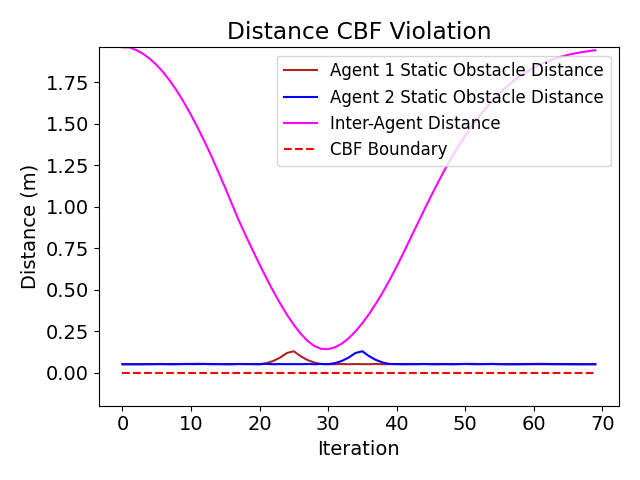 Distance CBF Violation
Agent 1 Static Obstacle Distance
Agent 2 Static Obstacle Distance
Inter-Agent Distance
CBF Boundary
Distance (m)
1.75
1.50
1.25
1.00
0.75
0.50
0.25
0.00
0 10 20 30 40 50 60 70
Iteration